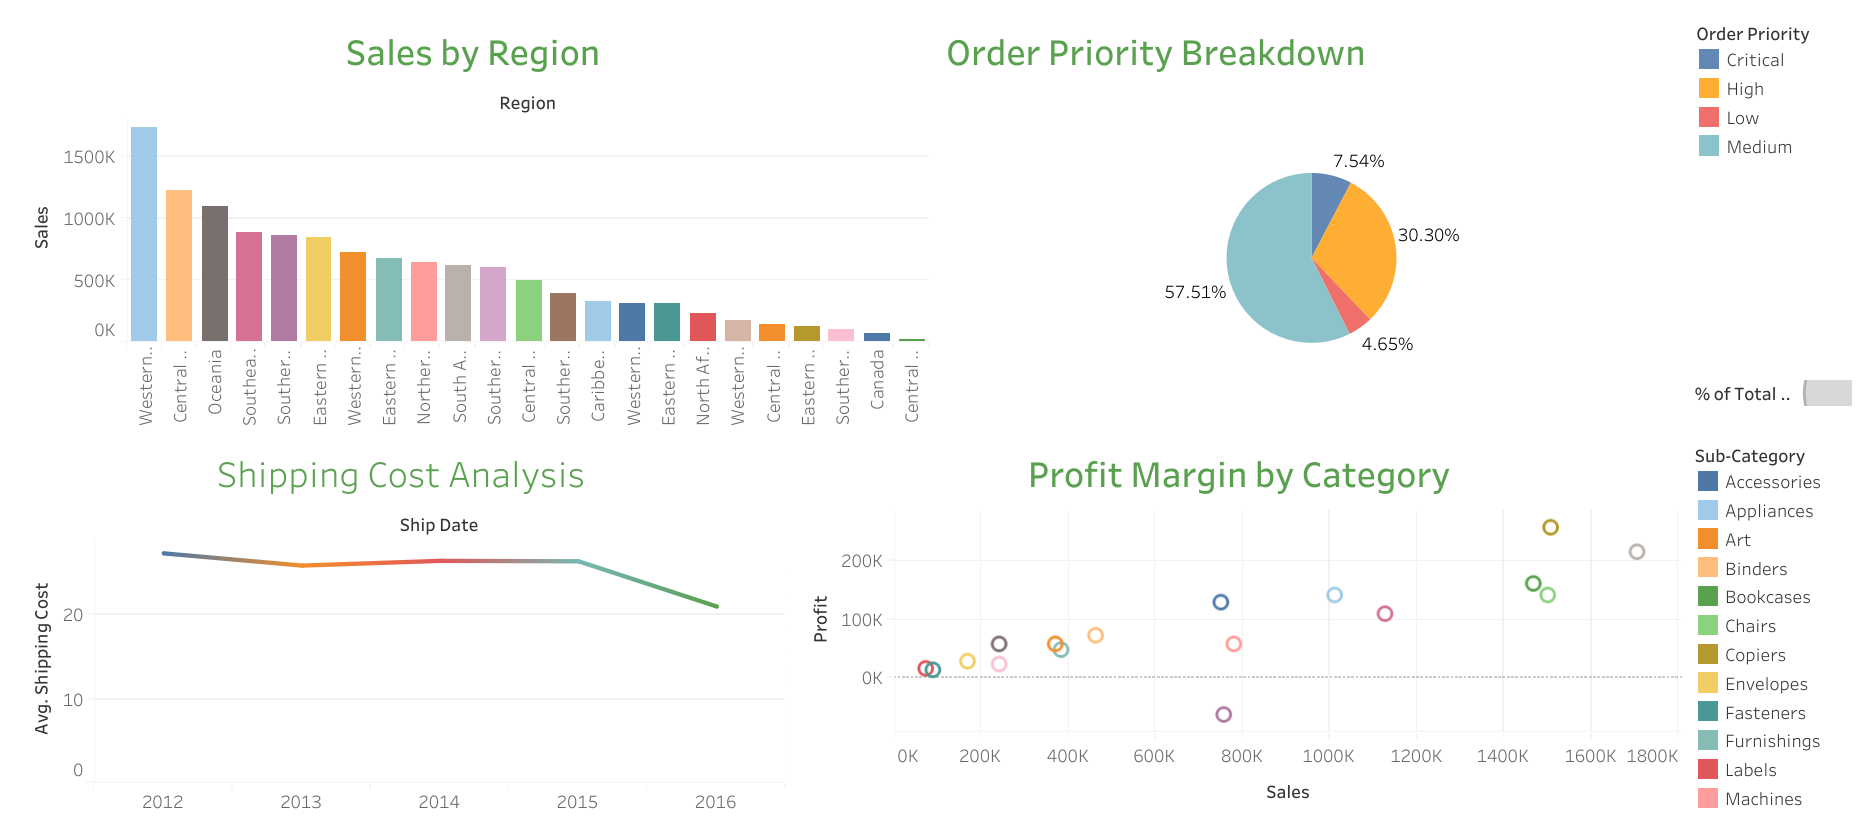 Sales by Region
Region
Sales
1500K
1000K
500K
0K
Western..
Central ..
Oceania
Southea..
Souther..
Eastern ..
Western..
Eastern ..
Norther..
South A..
Souther..
Central ..
Souther..
Caribbe..
Western..
Eastern ..
North Af..
Western..
Central ..
Eastern ..
Souther..
Canada
Central ..
Order Priority Breakdown
7.54%
30.30%
57.51%
4.65%
Order Priority
Critical
High
Low
Medium
% of Total ..
Shipping Cost Analysis
Ship Date
Avg. Shipping Cost
20
10
0
2012
2013
2014
2015
2016
Profit Margin by Category
Profit
200K
100K
0K
0K
200K
400K
600K
800K
1000K
1200K
1400K
1600K
1800K
Sales
Sub-Category
Accessories
Appliances
Art
Binders
Bookcases
Chairs
Copiers
Envelopes
Fasteners
Furnishings
Labels
Machines